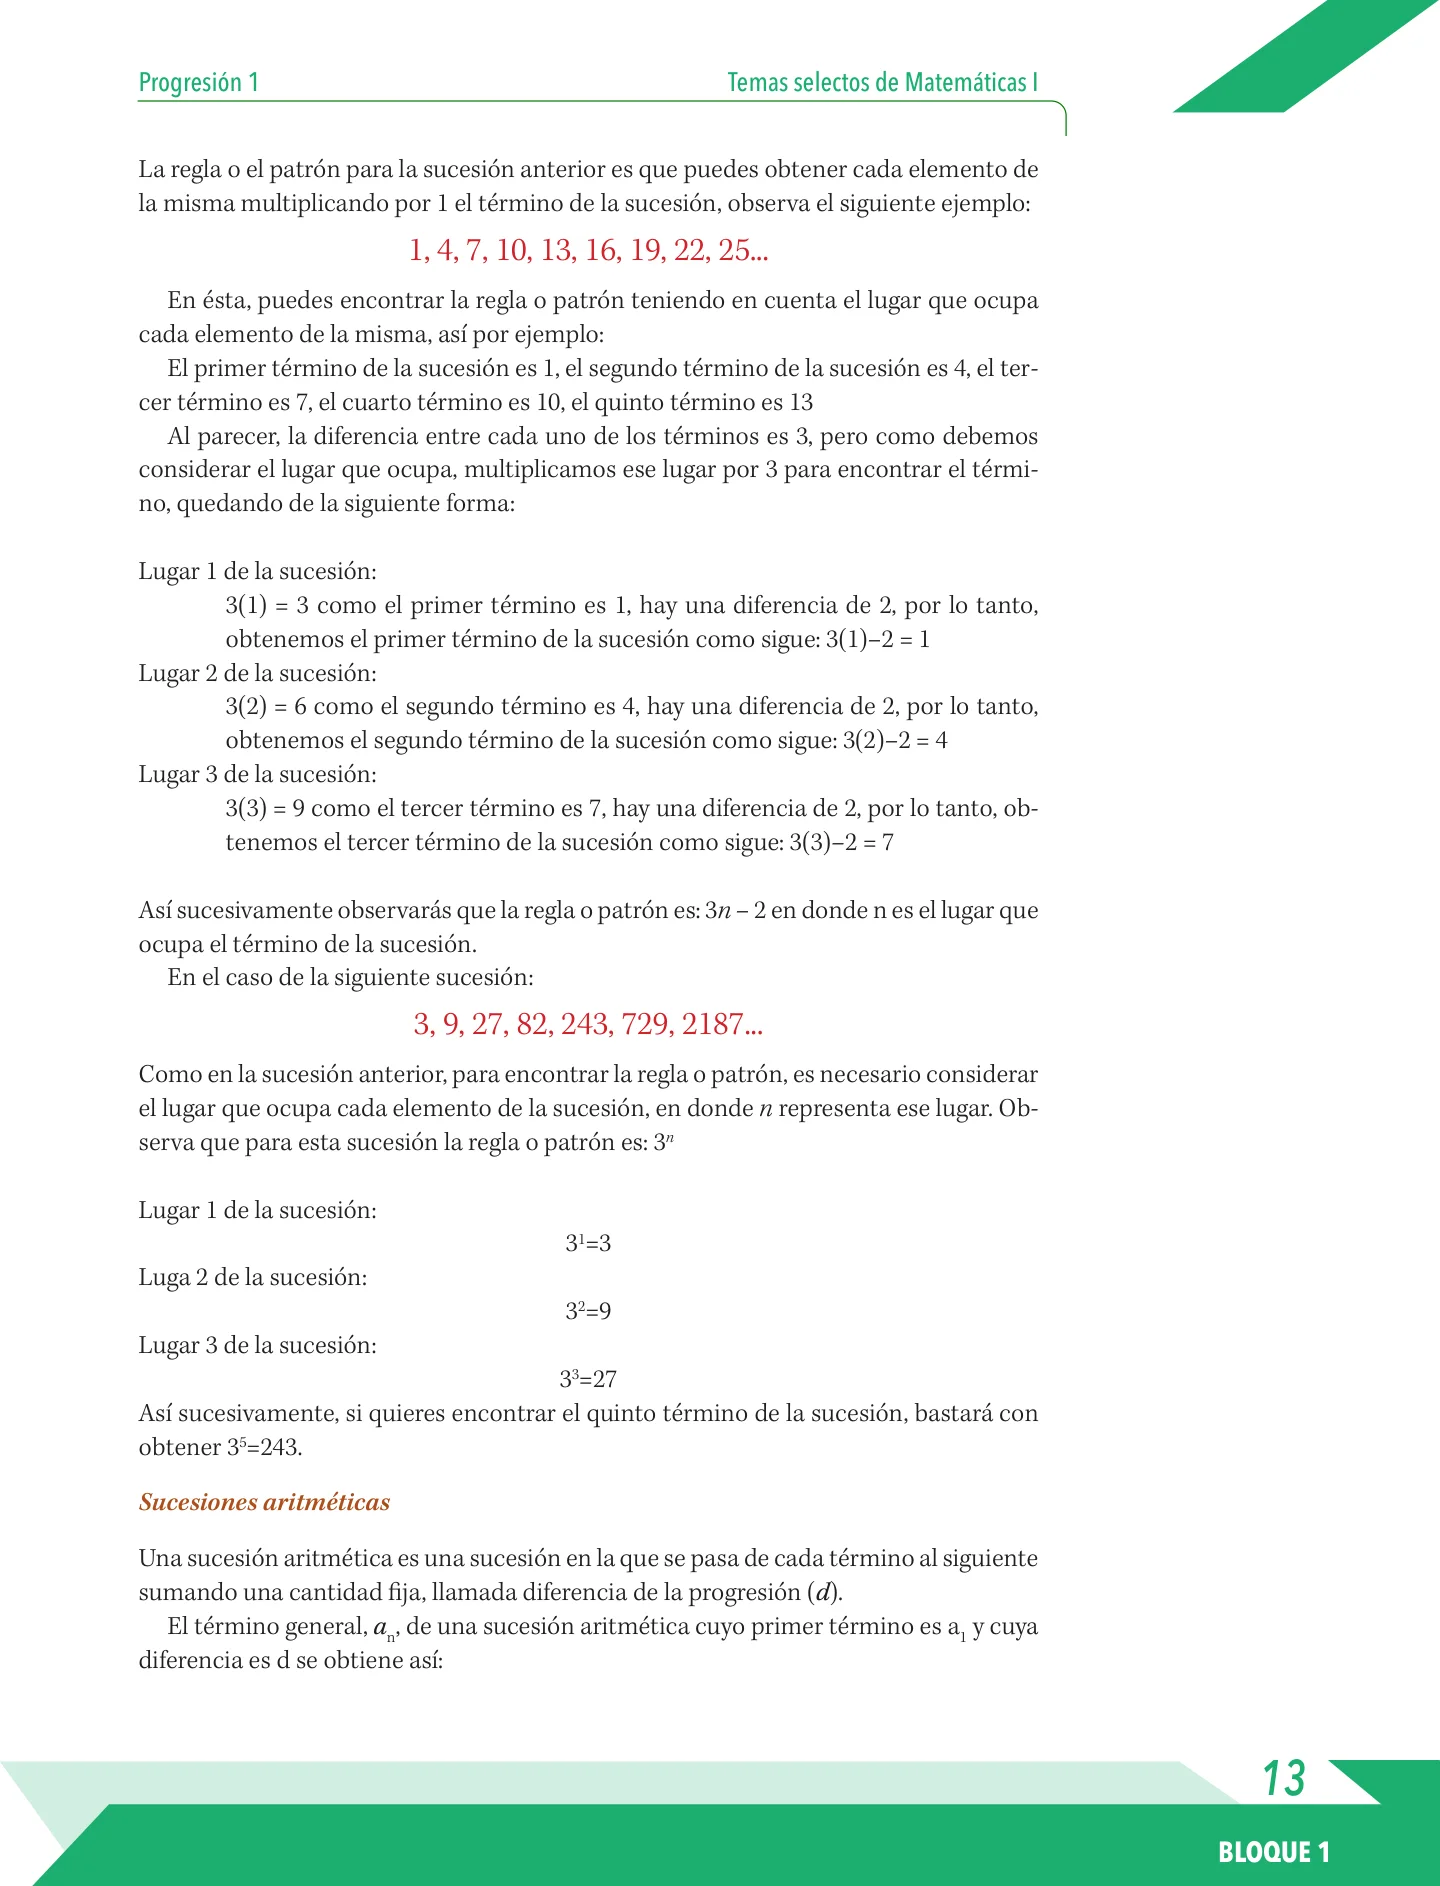 Progresión 1
Temas selectos de Matemáticas I
La regla o el patrón para la sucesión anterior es que puedes obtener cada elemento de
la misma multiplicando por 1 el término de la sucesión, observa el siguiente ejemplo:
1, 4, 7, 10, 13, 16, 19, 22, 25...
En ésta, puedes encontrar la regla o patrón teniendo en cuenta el lugar que ocupa
cada elemento de la misma, así por ejemplo:
El primer término de la sucesión es 1, el segundo término de la sucesión es 4, el ter-
cer término es 7, el cuarto término es 10, el quinto término es 13
Al parecer, la diferencia entre cada uno de los términos es 3, pero como debemos
considerar el lugar que ocupa, multiplicamos ese lugar por 3 para encontrar el térmi-
no, quedando de la siguiente forma:
Lugar 1 de la sucesión:
3(1) = 3 como el primer término es 1, hay una diferencia de 2, por lo tanto,
obtenemos el primer término de la sucesión como sigue: 3(1)–2 = 1
Lugar 2 de la sucesión:
3(2) = 6 como el segundo término es 4, hay una diferencia de 2, por lo tanto,
obtenemos el segundo término de la sucesión como sigue: 3(2)–2 = 4
Lugar 3 de la sucesión:
3(3) = 9 como el tercer término es 7, hay una diferencia de 2, por lo tanto, ob-
tenemos el tercer término de la sucesión como sigue: 3(3)–2 = 7
Así sucesivamente observarás que la regla o patrón es: 3n – 2 en donde n es el lugar que
ocupa el término de la sucesión.
En el caso de la siguiente sucesión:
3, 9, 27, 82, 243, 729, 2187...
Como en la sucesión anterior, para encontrar la regla o patrón, es necesario considerar
el lugar que ocupa cada elemento de la sucesión, en donde n representa ese lugar. Ob-
serva que para esta sucesión la regla o patrón es: 3ⁿ
Lugar 1 de la sucesión:
3¹=3
Luga 2 de la sucesión:
3²=9
Lugar 3 de la sucesión:
3³=27
Así sucesivamente, si quieres encontrar el quinto término de la sucesión, bastará con
obtener 3⁵=243.
Sucesiones aritméticas
Una sucesión aritmética es una sucesión en la que se pasa de cada término al siguiente
sumando una cantidad fija, llamada diferencia de la progresión (d).
El término general, aₙ, de una sucesión aritmética cuyo primer término es a₁ y cuya
diferencia es d se obtiene así:
13
BLOQUE 1